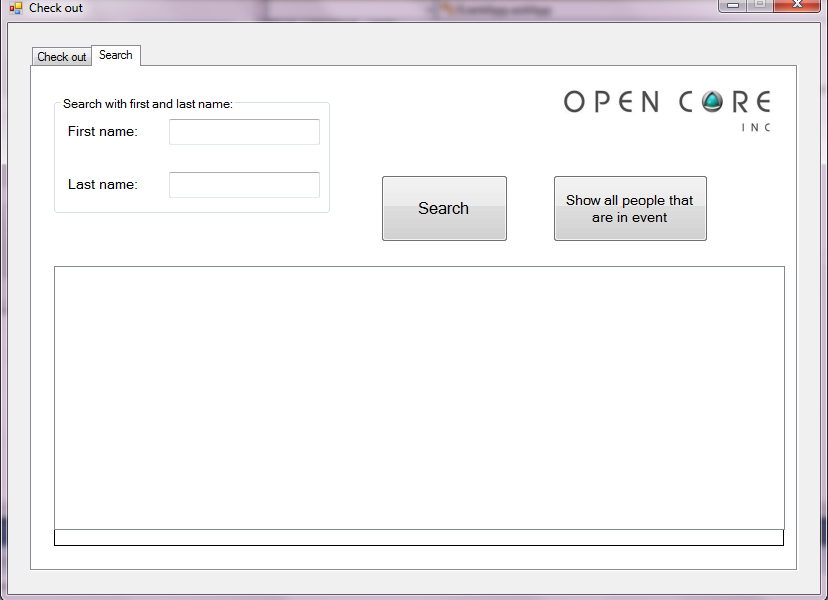 Check out
Check out
Search
Search with first and last name:
First name:
Last name:
OPEN CORE
INC
Search
Show all people that
are in event